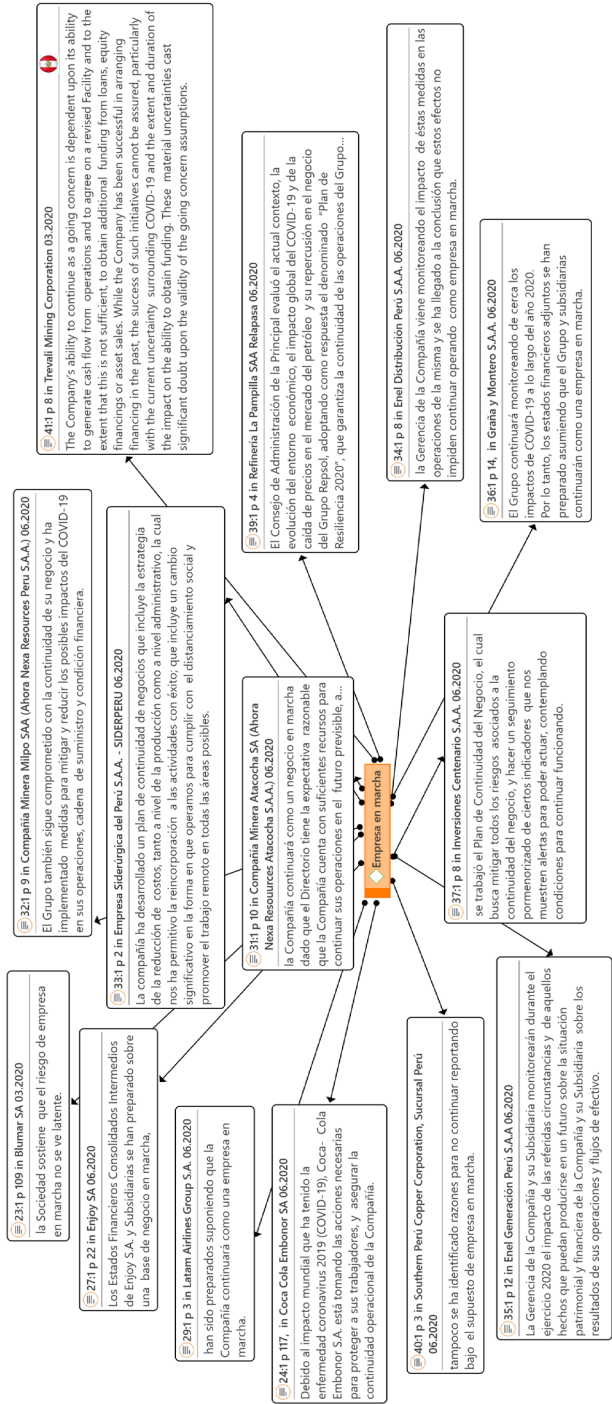 32:1 p 9 in Compañía Minera Milpo SAA (Ahora Nexa Resources Peru S.A.A.) 06.2020
El Grupo también sigue comprometido con la continuidad de su negocio y ha
implementado medidas para mitigar y reducir los posibles impactos del COVID-19
en sus operaciones, cadena de suministro y condición financiera.
41:1 p 8 in Trevali Mining Corporation 03.2020
The Company's ability to continue as a going concern is dependent upon its ability
to generate cash flow from operations and to agree on a revised Facility and to the
extent that this is not sufficient, to obtain additional funding from loans, equity
financings or asset sales. While the Company has been successful in arranging
financing in the past, the success of such initiatives cannot be assured, particularly
with the current uncertainty surrounding COVID-19 and the extent and duration of
the impact on the ability to obtain funding. These material uncertainties cast
significant doubt upon the validity of the going concern assumptions.
23:1 p 109 in Blumar SA 03.2020
la Sociedad sostiene que el riesgo de empresa
en marcha no se ve latente.
33:1 p 2 in Empresa Siderúrgica del Perú S.A.A. - SIDERPERU 06.2020
La compañía ha desarrollado un plan de continuidad de negocios que incluye la estrategia
de la reducción de costos, tanto a nivel de la producción como a nivel administrativo, la cual
nos ha permitivo la reincorporación a las actividades con éxito; que incluye un cambio
significativo en la forma en que operamos para cumplir con el distanciamiento social y
promover el trabajo remoto en todas las áreas posibles.
27:1 p 22 in Enjoy SA 06.2020
Los Estados Financieros Consolidados Intermedios
de Enjoy S.A. y Subsidiarias se han preparado sobre
una base de negocio en marcha,
39:1 p 4 in Refinería La Pampilla SAA Relapasa 06.2020
El Consejo de Administración de la Principal evaluó el actual contexto, la
evolución del entorno económico, el impacto global del COVID-19 y de la
caída de precios en el mercado del petróleo y su repercusión en el negocio
del Grupo Repsol, adoptando como respuesta el denominado "Plan de
Resiliencia 2020", que garantiza la continuidad de las operaciones del Grupo...
29:1 p 3 in Latam Airlines Group S.A. 06.2020
han sido preparados suponiendo que la
Compañía continuará como una empresa en
marcha.
31:1 p 10 in Compañía Minera Atacocha SA (Ahora
Nexa Resouurces Atacocha S.A.A.) 06.2020
la Compañía continuará como un negocio en marcha
dado que el Directorio tiene la expectativa razonable
que la Compañía cuenta con suficientes recursos para
continuar sus operaciones en el futuro previsible, a...
24:1 p 117, in Coca Cola Embonor SA 06.2020
Debido al impacto mundial que ha tenido la
enfermedad coronavirus 2019 (COVID-19), Coca- Cola
Embonor S.A. está tomando las acciones necesarias
para proteger a sus trabajadores, y asegurar la
continuidad operacional de la Compañía.
Empresa en marcha
34:1 p 8 in Enel Distribución Perú S.A.A. 06.2020
la Gerencia de la Compañía viene monitoreando el impacto de éstas medidas en las
operaciones de la misma y se ha llegado a la conclusión que estos efectos no
impiden continuar operando como empresa en marcha.
40:1 p 3 in Southern Perú Copper Corporation, Sucursal Perú
06.2020
tampoco se ha identificado razones para no continuar reportando
bajo el supuesto de empresa en marcha.
37:1 p 8 in Inversiones Centenario S.A.A. 06.2020
se trabajó el Plan de Continuidad del Negocio, el cual
busca mitigar todos los riesgos asociados a la
continuidad del negocio, y hacer un seguimiento
pormenorizado de ciertos indicadores que nos
muestren alertas para poder actuar, contemplando
condiciones para continuar funcionando.
36:1 p 14, in Graña y Montero S.A.A. 06.2020
El Grupo continuará monitoreando de cerca los
impactos de COVID-19 a lo largo del año 2020.
Por lo tanto, los estados financieros adjuntos se han
preparado asumiendo que el Grupo y subsidiarias
continuarán como una empresa en marcha.
35:1 p 12 in Enel Generación Perú S.A.A 06.2020
La Gerencia de la Compañía y su Subsidiaria monitorearán durante el
ejercicio 2020 el impacto de las referidas circunstancias y de aquellos
hechos que puedan producirse en un futuro sobre la situación
patrimonial y financiera de la Compañía y su Subsidiaria sobre los
resultados de sus operaciones y flujos de efectivo.